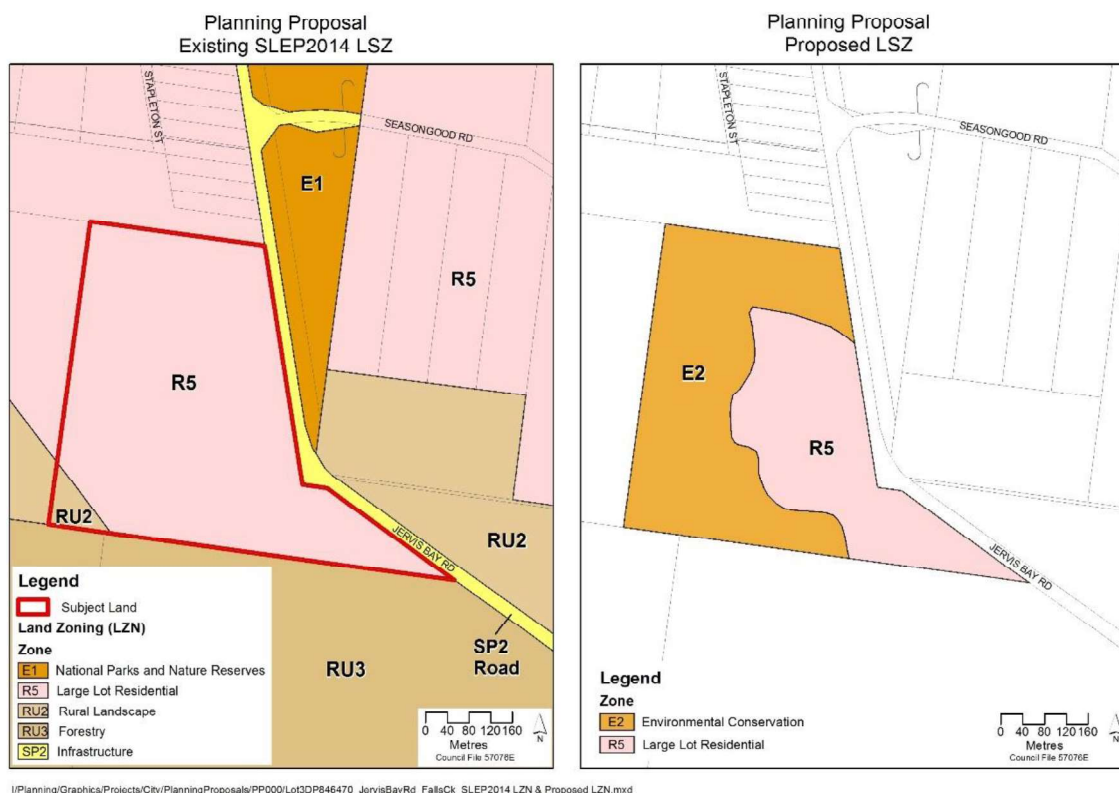 Planning Proposal
Existing SLEP2014 LSZ
STAPLETON ST
SEASONGOOD RD
E1
R5
R5
RU2
RU2
JERVIS BAY RD
SP2
Road
RU3
Legend
Subject Land
Land Zoning (LZN)
Zone
E1 National Parks and Nature Reserves
R5 Large Lot Residential
RU2 Rural Landscape
RU3 Forestry
SP2 Infrastructure
0 40 80 120 160
Metres
Council File 57078E
N
Planning Proposal
Proposed LSZ
STAPLETON ST
SEASONGOOD RD
E2
R5
JERVIS BAY RD
Legend
Zone
E2 Environmental Conservation
R5 Large Lot Residential
0 40 80 120 160
Metres
Council File 57076E
N
I/Planning/Graphics/Projects/City/PlanningProposals/PP000/Lot3DP846470_JervisBayRd_FallsCk_SLEP2014 LZN & Proposed LZN.mxd